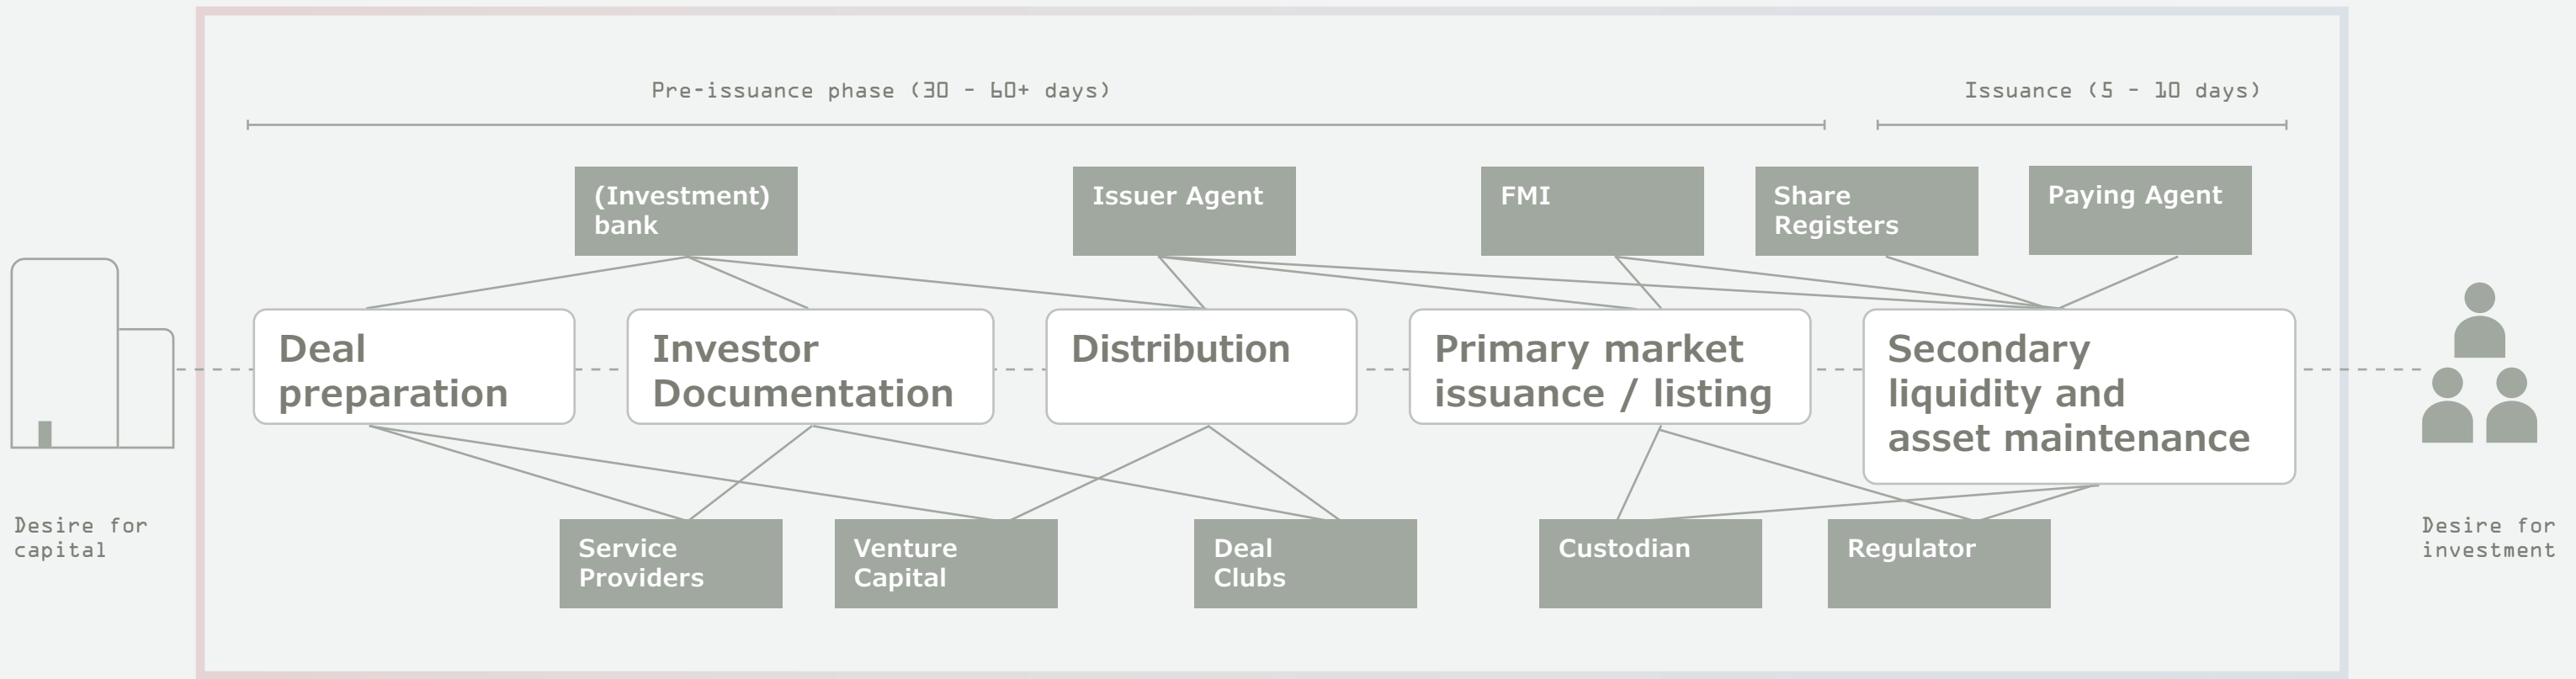 Pre-issuance phase (30 - 60+ days)
Issuance (5 - 10 days)
(Investment)
bank
Issuer Agent
FMI
Share
Registers
Paying Agent
Deal
preparation
Investor
Documentation
Distribution
Primary market
issuance / listing
Secondary
liquidity and
asset maintenance
Desire for
capital
Service
Providers
Venture
Capital
Deal
Clubs
Custodian
Regulator
Desire for
investment